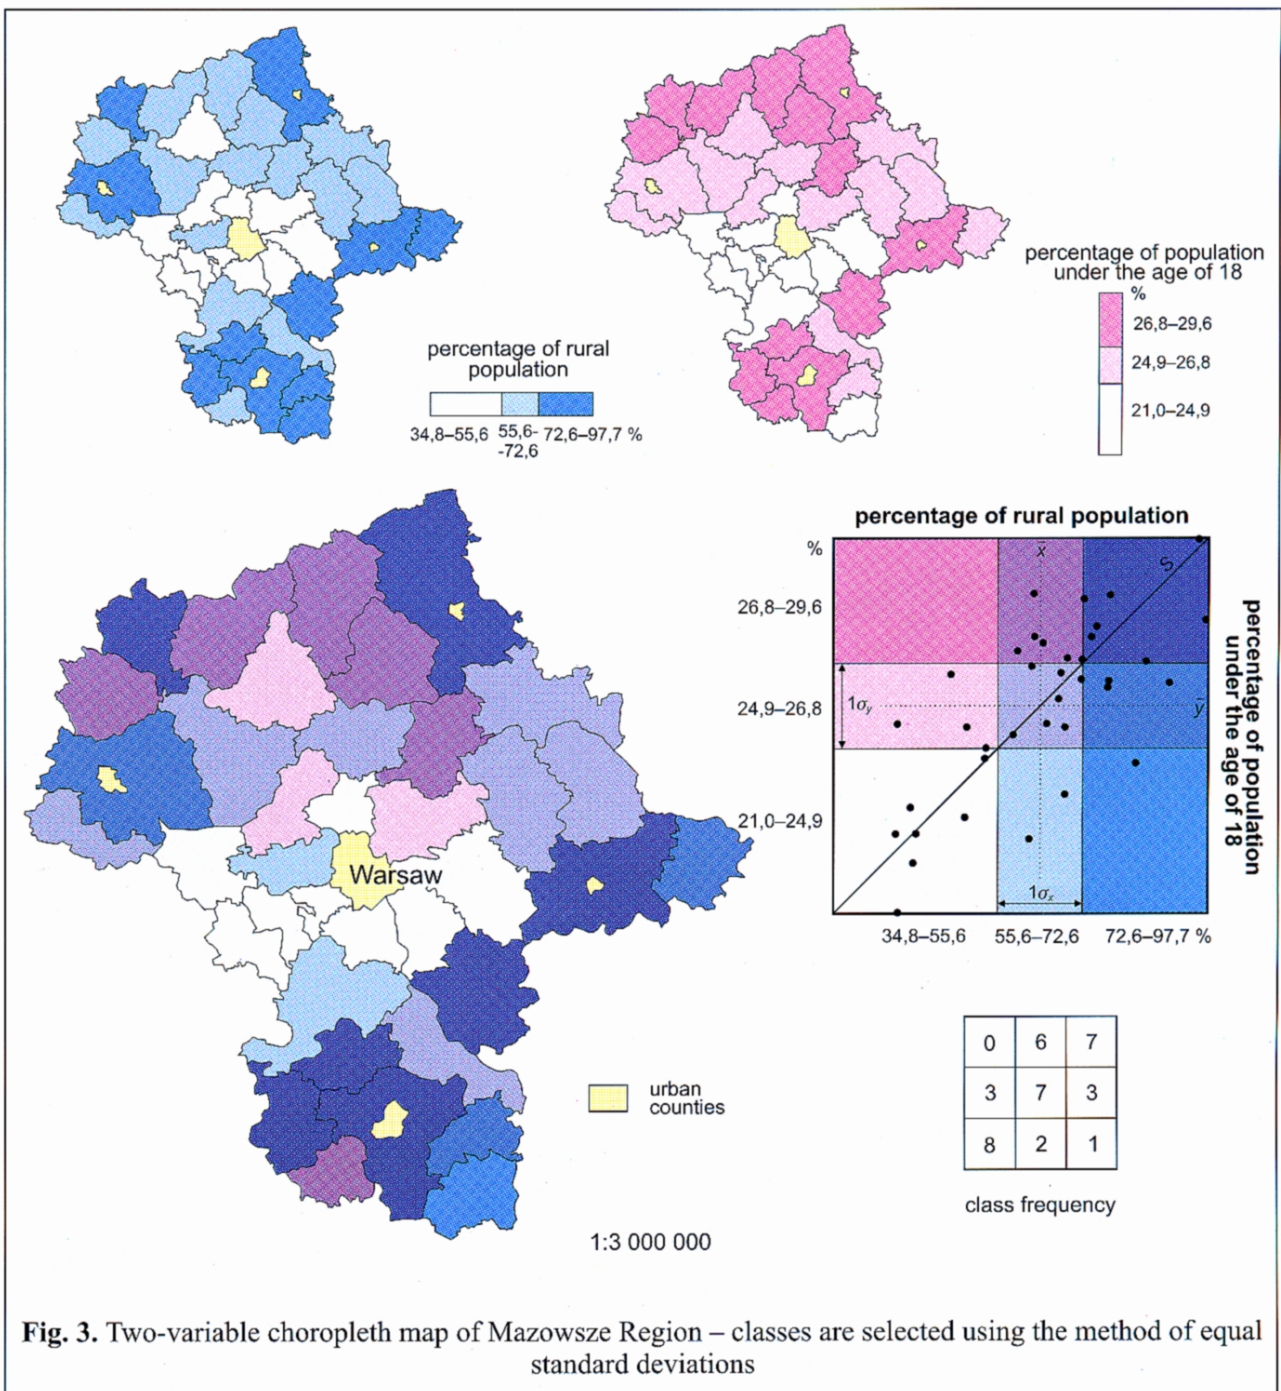 percentage of population
under the age of 18
%
26,8–29,6
24,9–26,8
21,0–24,9
percentage of rural
population
34,8–55,6
55,6-
-72,6
72,6–97,7 %
percentage of rural population
%
x̄
S
26,8–29,6
24,9–26,8
21,0–24,9
1σy
ȳ
1σx
percentage of population
under the age of 18
34,8–55,6
55,6–72,6
72,6–97,7 %
Warsaw
urban
counties
0 6 7
3 7 3
8 2 1
class frequency
1:3 000 000
Fig. 3. Two-variable choropleth map of Mazowsze Region – classes are selected using the method of equal
standard deviations